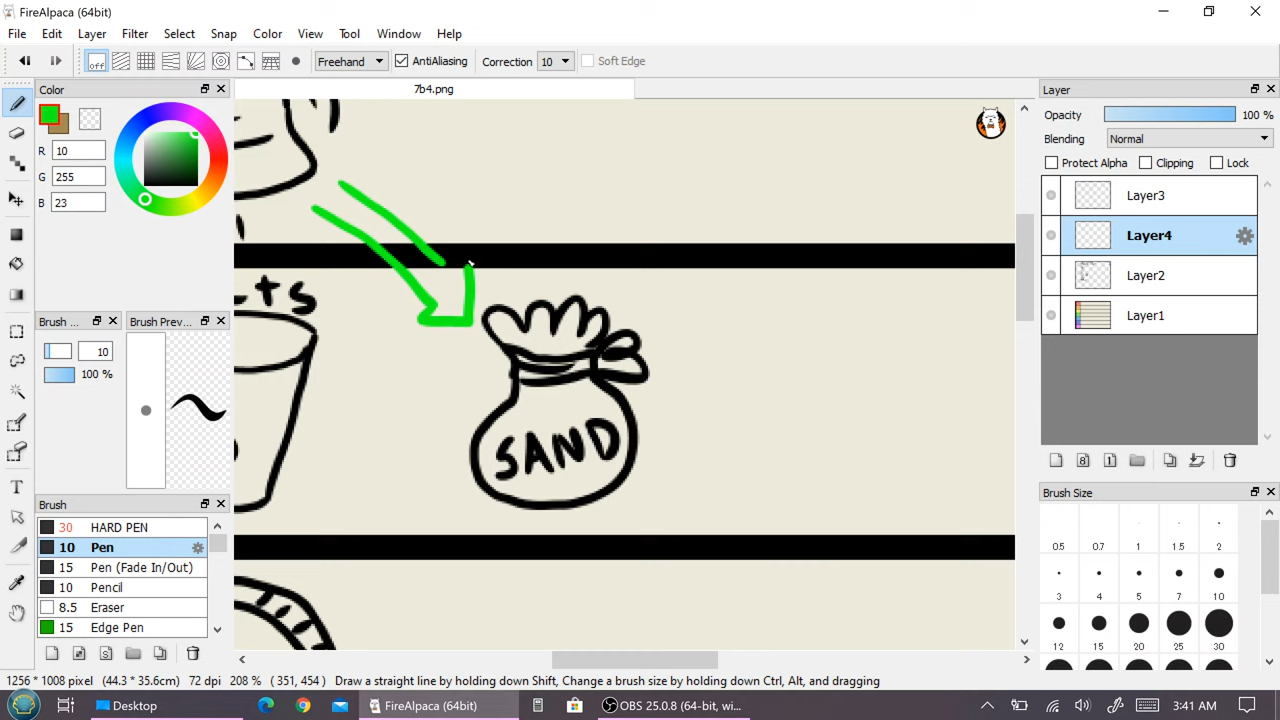 FireAlpaca (64bit)
File Edit Layer Filter Select Snap Color View Tool Window Help
off Freehand AntiAliasing Correction 10 Soft Edge
Color 7b4.png Layer
Opacity 100 %
Blending Normal
Protect Alpha Clipping Lock
R 10
G 255
B 23
Layer3
Layer4
Layer2
Layer1
Brush ... Brush Prev...
10
100 %
SAND
Brush
30 HARD PEN
10 Pen
15 Pen (Fade In/Out)
10 Pencil
8.5 Eraser
15 Edge Pen
Brush Size
0.5 0.7 1 1.5 2
3 4 5 7 10
12 15 20 25 30
1256 * 1008 pixel (44.3 * 35.6cm) 72 dpi 208 % ( 351, 454 ) Draw a straight line by holding down Shift, Change a brush size by holding down Ctrl, Alt, and dragging
Desktop FireAlpaca (64bit) OBS 25.0.8 (64-bit, wi... 3:41 AM